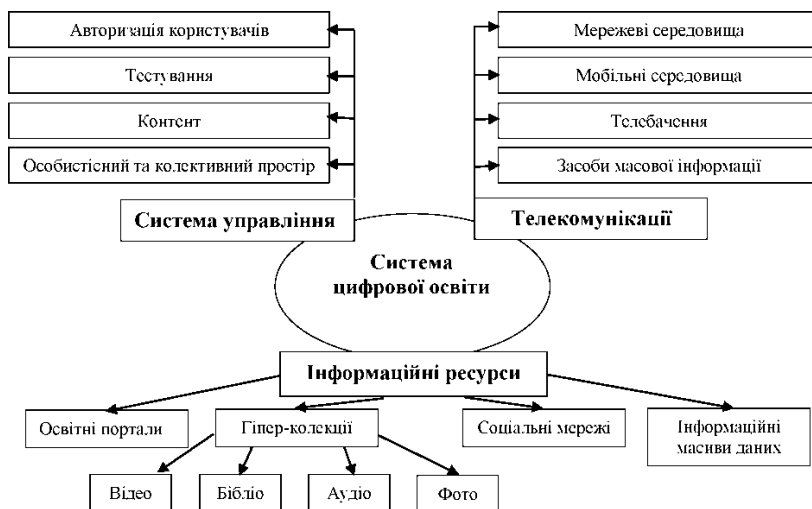 Авторизація користувачів
Тестування
Контент
Особистісний та колективний простір
Система управління
Мережеві середовища
Мобільні середовища
Телебачення
Засоби масової інформації
Телекомунікації
Система
цифрової освіти
Інформаційні ресурси
Освітні портали
Гіпер-колекції
Соціальні мережі
Інформаційні
масиви даних
Відео
Бібліо
Аудіо
Фото